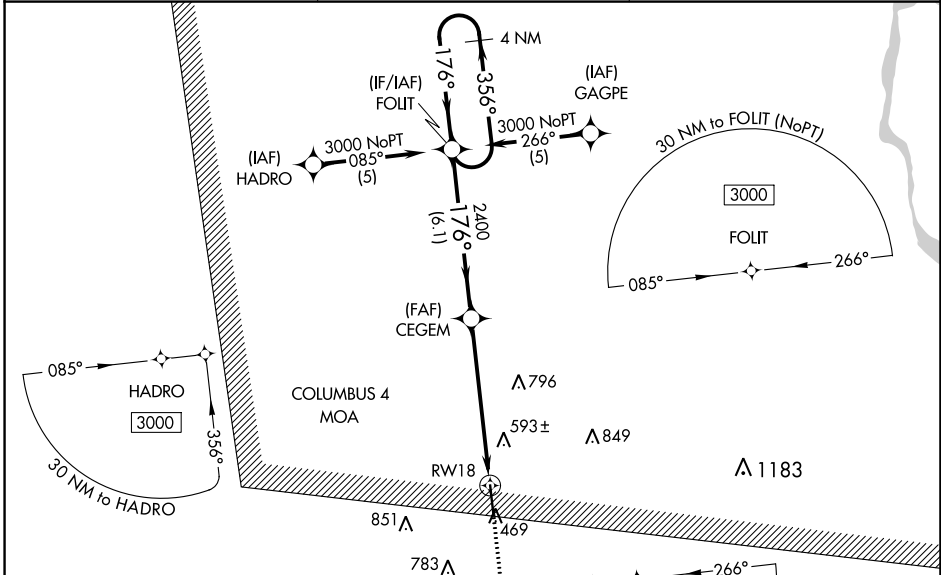 4 NM
176°
356°
(IF/IAF)
FOLIT
(IAF)
GAGPE
3000 NoPT
266°
(5)
(IAF)
HADRO
3000 NoPT
085°
(5)
2400
176°
(6.1)
30 NM to FOLIT (NoPT)
3000
FOLIT
085°
266°
(FAF)
CEGEM
085°
HADRO
3000
356°
30 NM to HADRO
COLUMBUS 4
MOA
796
593±
849
1183
RW18
851
469
783
266°